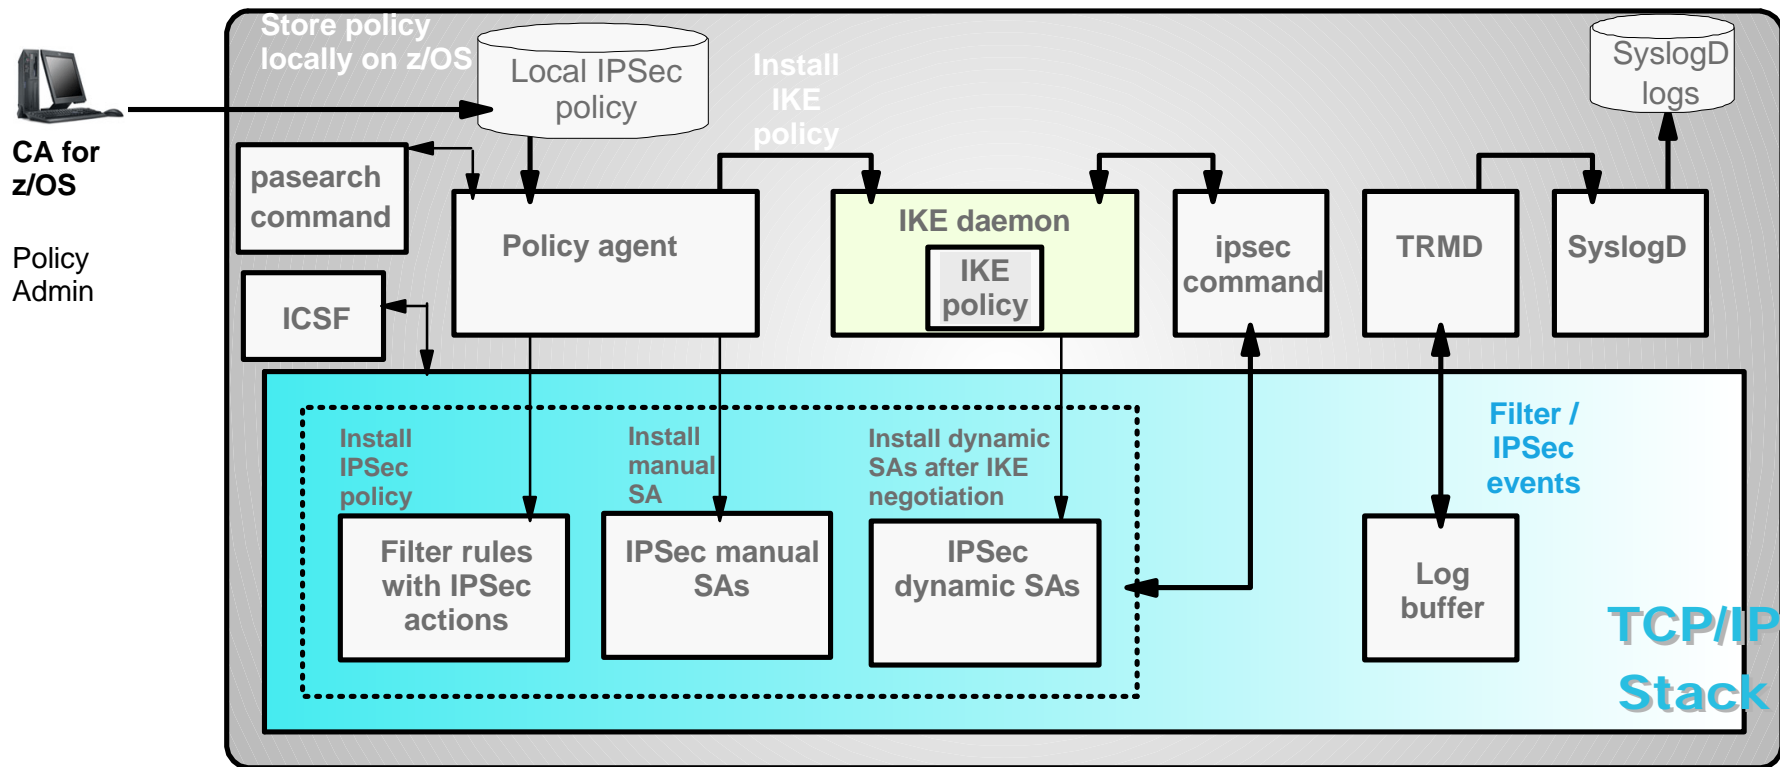 Store policy
locally on z/OS
Local IPSec
policy
Install
IKE
policy
SyslogD
logs
CA for
z/OS
Policy
Admin
pasearch
command
ICSF
Policy agent
IKE daemon
IKE
policy
ipsec
command
TRMD
SyslogD
Install
IPSec
policy
Install
manual
SA
Install dynamic
SAs after IKE
negotiation
Filter /
IPSec
events
Filter rules
with IPSec
actions
IPSec manual
SAs
IPSec
dynamic SAs
Log
buffer
TCP/IP
Stack